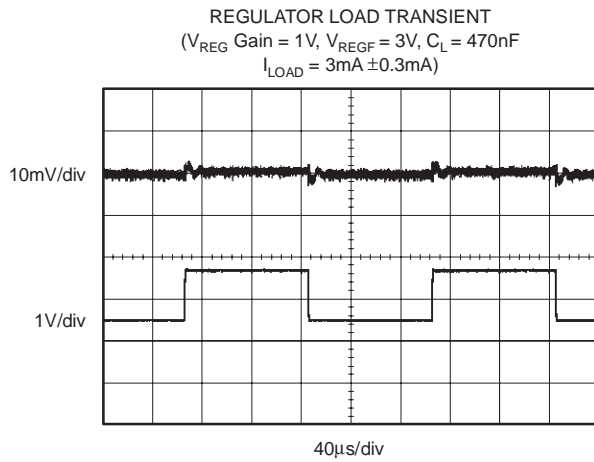 REGULATOR LOAD TRANSIENT
(VREG Gain = 1V, VREGF = 3V, CL = 470nF
ILOAD = 3mA ±0.3mA)
10mV/div
1V/div
40µs/div